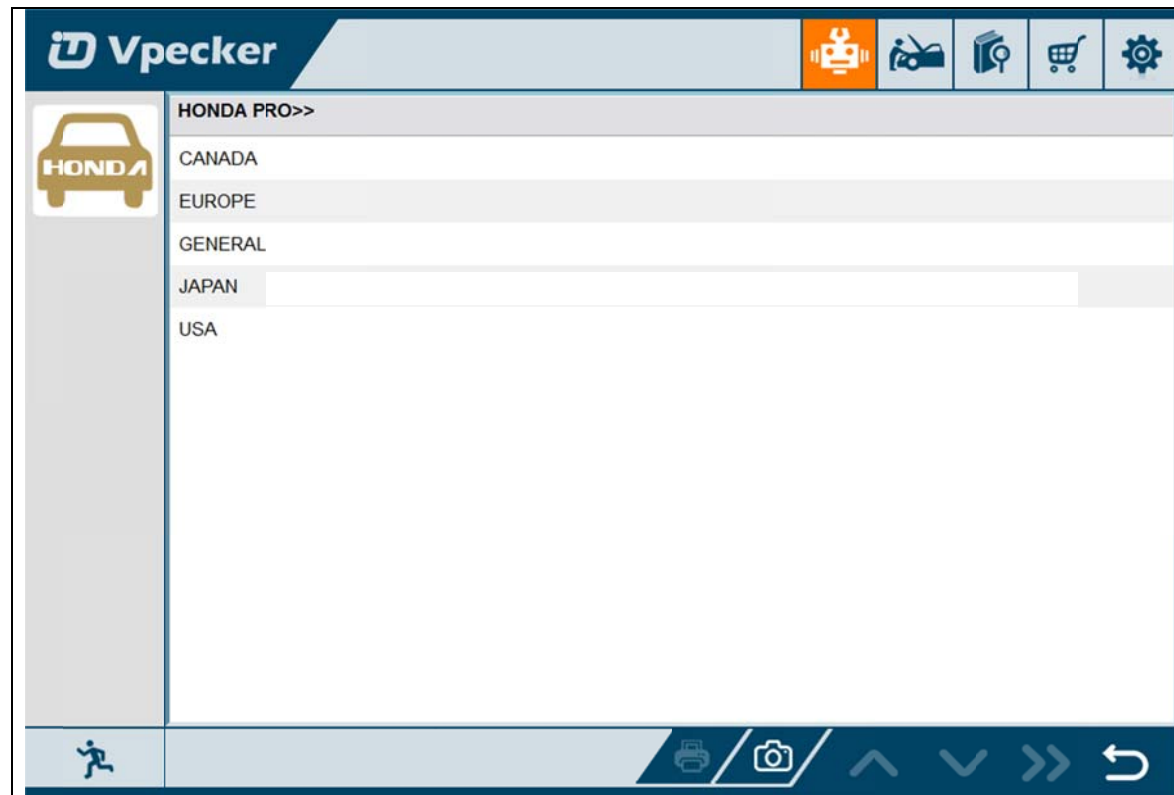 Vpecker
HONDA PRO>>
HONDA
CANADA
EUROPE
GENERAL
JAPAN
USA